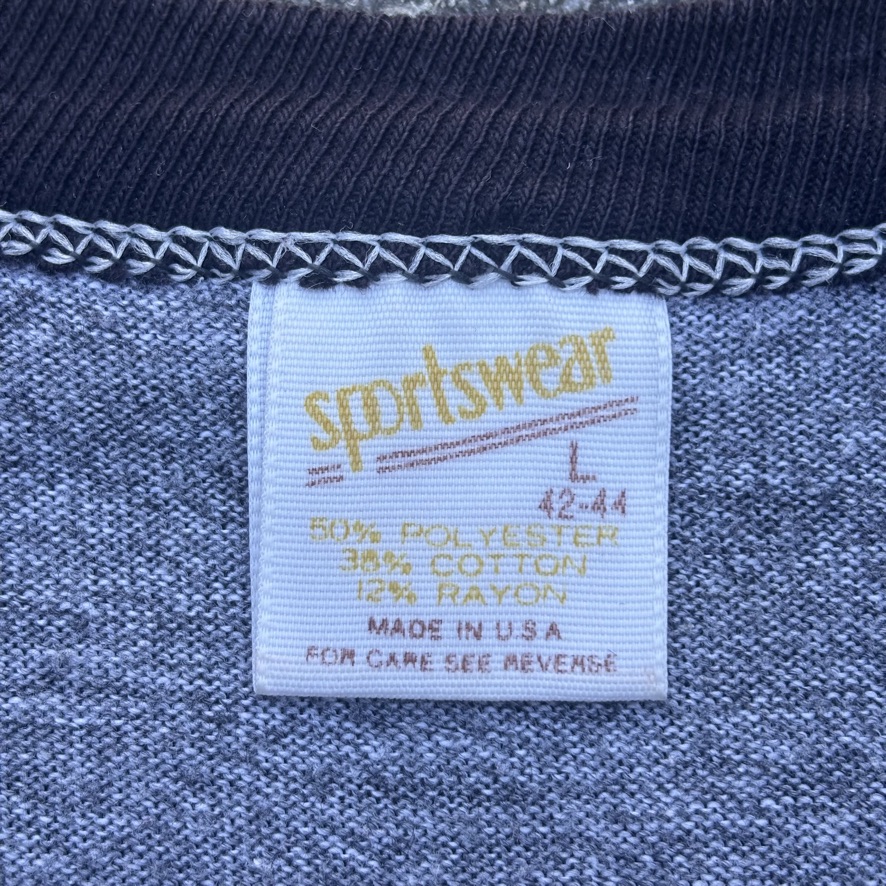 sportswear
L
42-44
50% POLYESTER
38% COTTON
12% RAYON
MADE IN U.S.A
FOR CARE SEE REVERSE